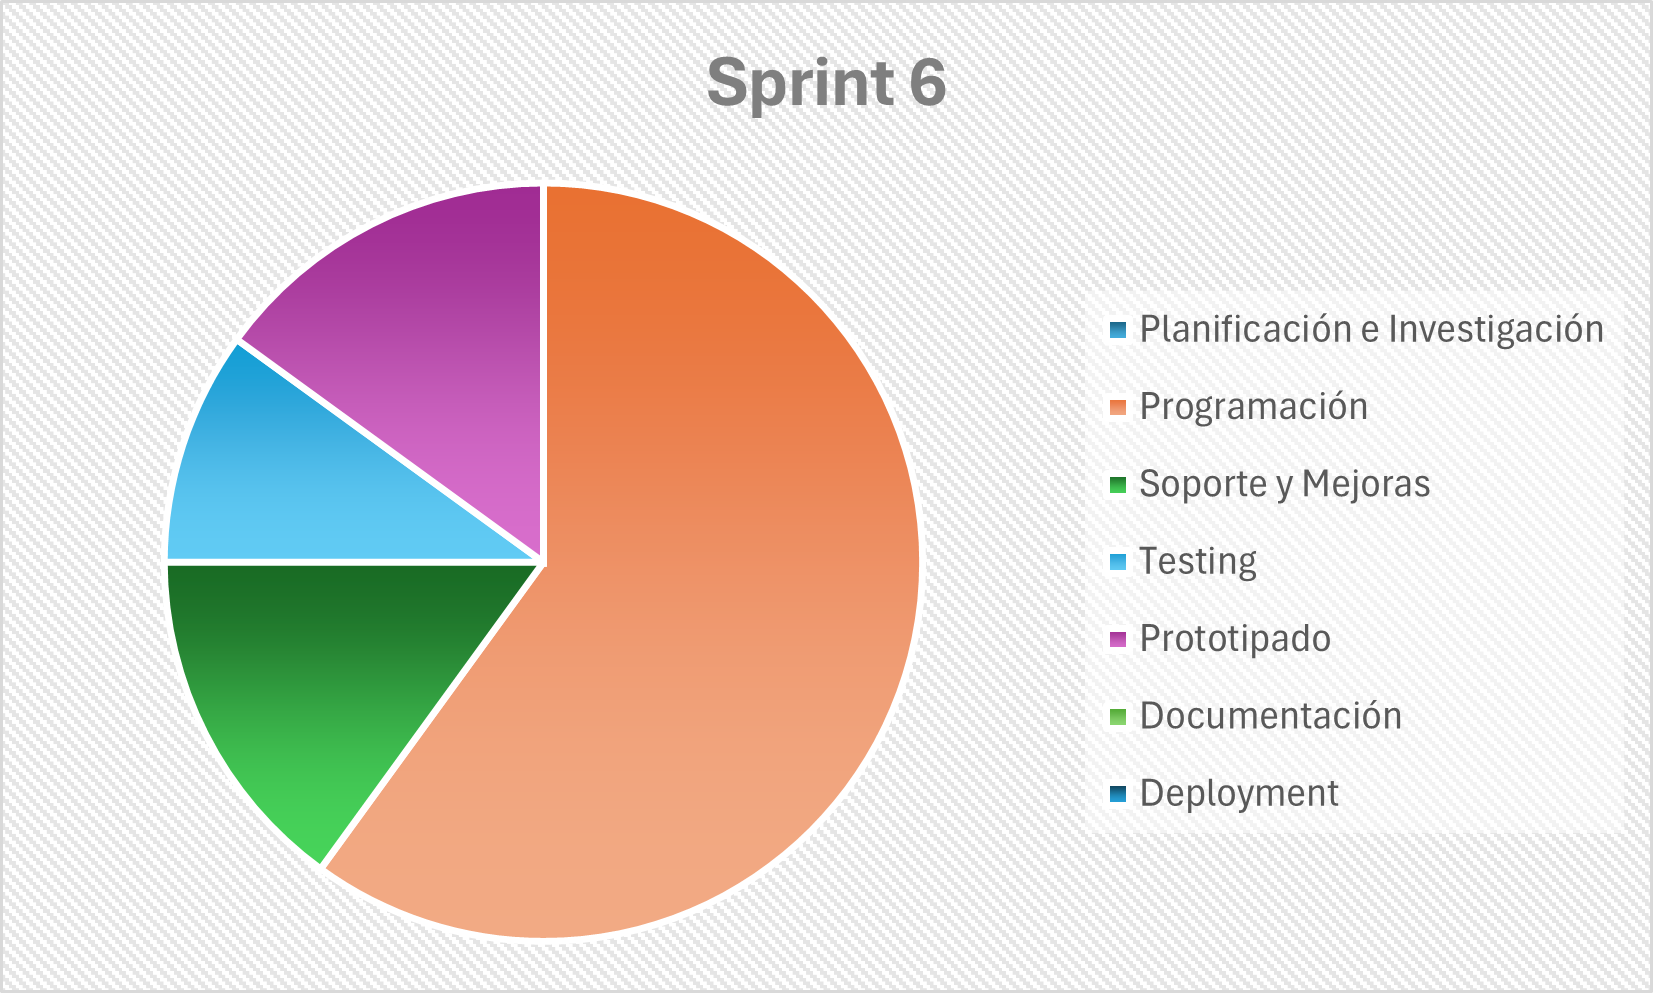 Sprint 6
Planificación e Investigación
Programación
Soporte y Mejoras
Testing
Prototipado
Documentación
Deployment